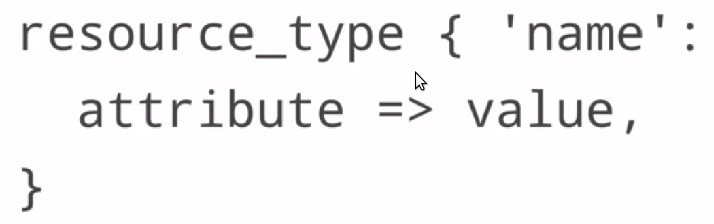 resource_type { 'name':
  attribute => value,
}